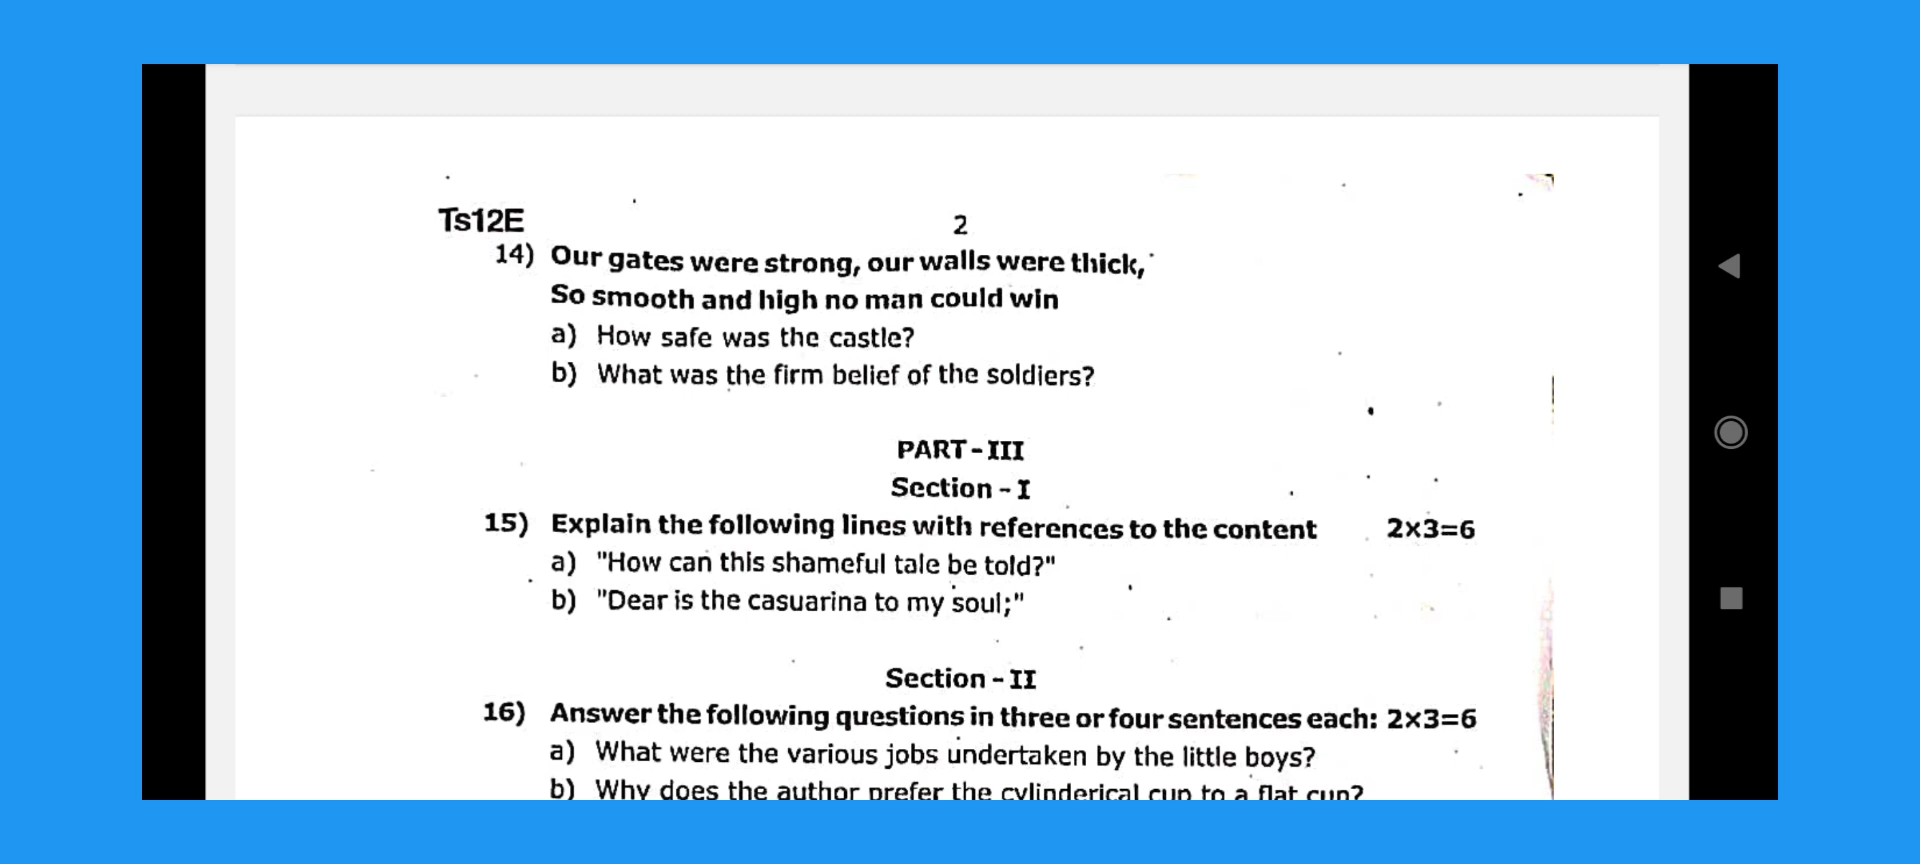 Ts12E
2
14) Our gates were strong, our walls were thick,
So smooth and high no man could win
a) How safe was the castle?
b) What was the firm belief of the soldiers?
PART - III
Section - I
15) Explain the following lines with references to the content 2x3=6
a) "How can this shameful tale be told?"
b) "Dear is the casuarina to my soul;"
Section - II
16) Answer the following questions in three or four sentences each: 2x3=6
a) What were the various jobs undertaken by the little boys?
b) Why does the author prefer the cylinderical cup to a flat cup?